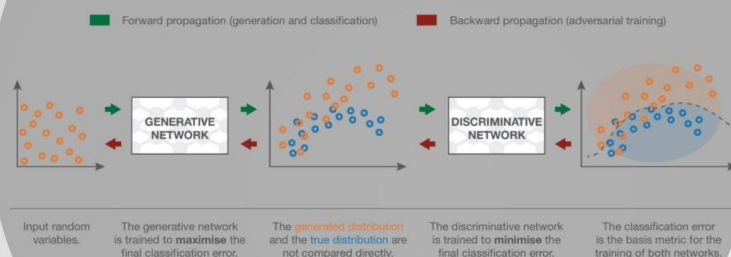 Forward propagation (generation and classification)
Backward propagation (adversarial training)
GENERATIVE
NETWORK
DISCRIMINATIVE
NETWORK
Input random
variables.
The generative network
is trained to maximise the
final classification error.
The generated distribution
and the true distribution are
not compared directly.
The discriminative network
is trained to minimise the
final classification error.
The classification error
is the basis metric for the
training of both networks.